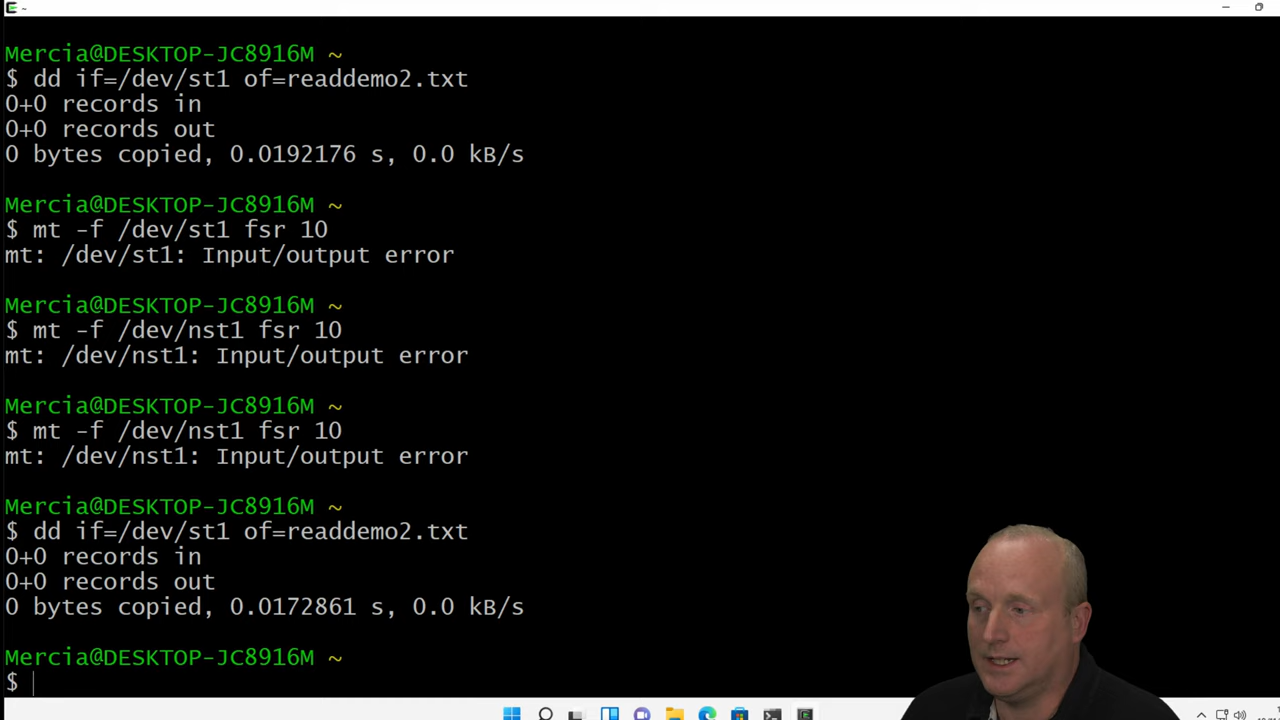 ~
Mercia@DESKTOP-JC8916M ~
$ dd if=/dev/st1 of=readdemo2.txt
0+0 records in
0+0 records out
0 bytes copied, 0.0192176 s, 0.0 kB/s
Mercia@DESKTOP-JC8916M ~
$ mt -f /dev/st1 fsr 10
mt: /dev/st1: Input/output error
Mercia@DESKTOP-JC8916M ~
$ mt -f /dev/nst1 fsr 10
mt: /dev/nst1: Input/output error
Mercia@DESKTOP-JC8916M ~
$ mt -f /dev/nst1 fsr 10
mt: /dev/nst1: Input/output error
Mercia@DESKTOP-JC8916M ~
$ dd if=/dev/st1 of=readdemo2.txt
0+0 records in
0+0 records out
0 bytes copied, 0.0172861 s, 0.0 kB/s
Mercia@DESKTOP-JC8916M ~
$